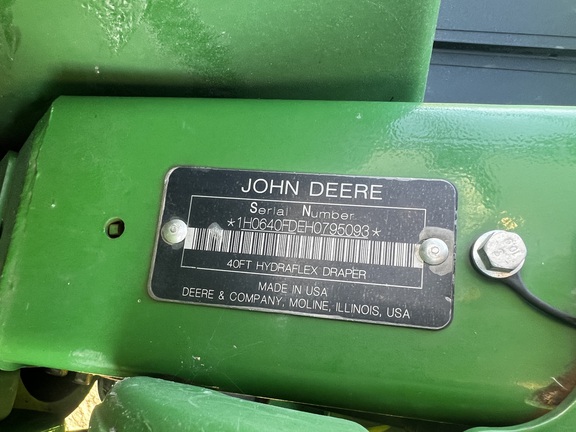 JOHN DEERE
Serial Number
*1H0640FDEH0795093*
40FT HYDRAFLEX DRAPER
MADE IN USA
DEERE & COMPANY, MOLINE, ILLINOIS, USA